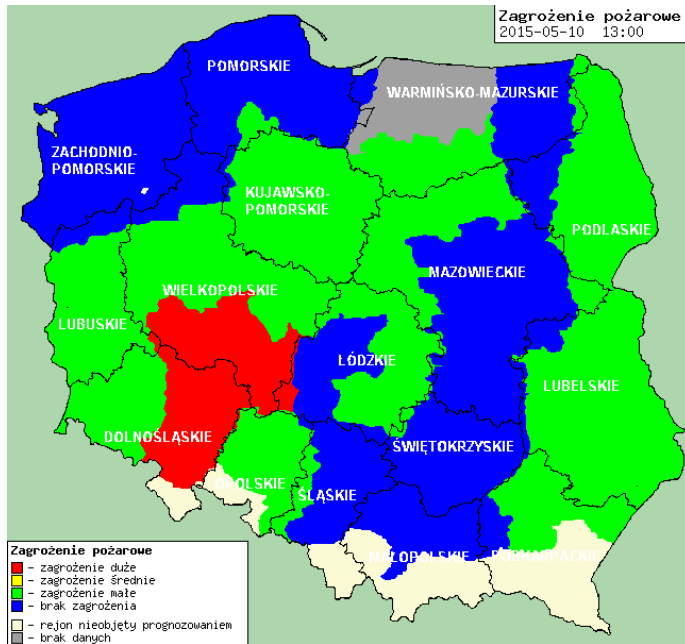 Zagrożenie pożarowe
2015-05-10 13:00
POMORSKIE
WARMIŃSKO-MAZURSKIE
ZACHODNIO-
POMORSKIE
KUJAWSKO-
POMORSKIE
PODLASKIE
MAZOWIECKIE
WIELKOPOLSKIE
LUBUSKIE
ŁÓDZKIE
LUBELSKIE
DOLNOŚLĄSKIE
ŚWIĘTOKRZYSKIE
OPOLSKIE
ŚLĄSKIE
MAŁOPOLSKIE
PODKARPACKIE
Zagrożenie pożarowe
- zagrożenie duże
- zagrożenie średnie
- zagrożenie małe
- brak zagrożenia
- rejon nieobjęty prognozowaniem
- brak danych